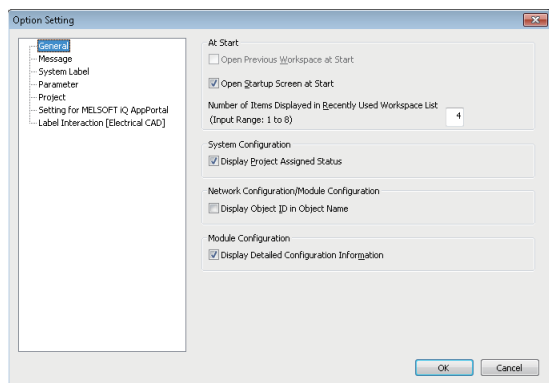 Option Setting
General
Message
System Label
Parameter
Project
Setting for MELSOFT iQ AppPortal
Label Interaction [Electrical CAD]
At Start
Open Previous Workspace at Start
Open Startup Screen at Start
Number of Items Displayed in Recently Used Workspace List
(Input Range: 1 to 8)
4
System Configuration
Display Project Assigned Status
Network Configuration/Module Configuration
Display Object ID in Object Name
Module Configuration
Display Detailed Configuration Information
OK
Cancel